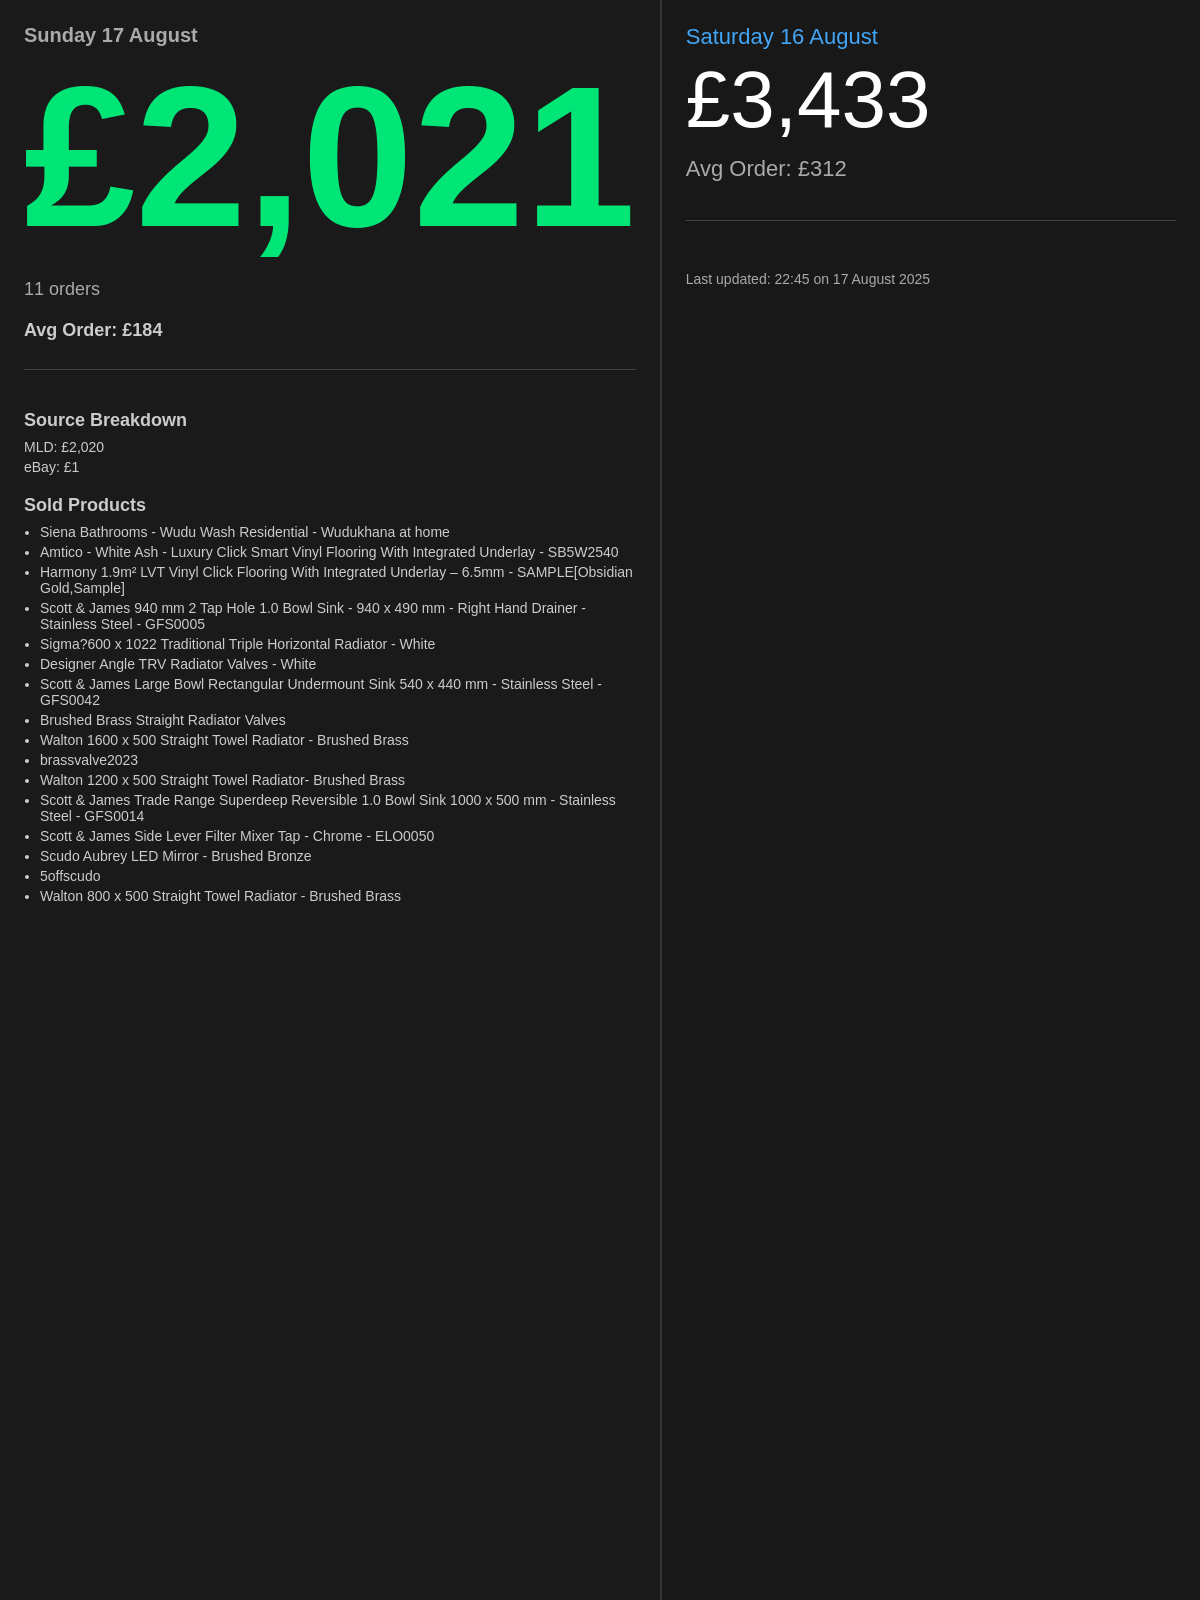 Sunday 17 August
£2,021
11 orders
Avg Order: £184
Source Breakdown
MLD: £2,020
eBay: £1
Sold Products
• Siena Bathrooms - Wudu Wash Residential - Wudukhana at home
• Amtico - White Ash - Luxury Click Smart Vinyl Flooring With Integrated Underlay - SB5W2540
• Harmony 1.9m² LVT Vinyl Click Flooring With Integrated Underlay – 6.5mm - SAMPLE[Obsidian
Gold,Sample]
• Scott & James 940 mm 2 Tap Hole 1.0 Bowl Sink - 940 x 490 mm - Right Hand Drainer -
Stainless Steel - GFS0005
• Sigma?600 x 1022 Traditional Triple Horizontal Radiator - White
• Designer Angle TRV Radiator Valves - White
• Scott & James Large Bowl Rectangular Undermount Sink 540 x 440 mm - Stainless Steel -
GFS0042
• Brushed Brass Straight Radiator Valves
• Walton 1600 x 500 Straight Towel Radiator - Brushed Brass
• brassvalve2023
• Walton 1200 x 500 Straight Towel Radiator- Brushed Brass
• Scott & James Trade Range Superdeep Reversible 1.0 Bowl Sink 1000 x 500 mm - Stainless
Steel - GFS0014
• Scott & James Side Lever Filter Mixer Tap - Chrome - ELO0050
• Scudo Aubrey LED Mirror - Brushed Bronze
• 5offscudo
• Walton 800 x 500 Straight Towel Radiator - Brushed Brass
Saturday 16 August
£3,433
Avg Order: £312
Last updated: 22:45 on 17 August 2025